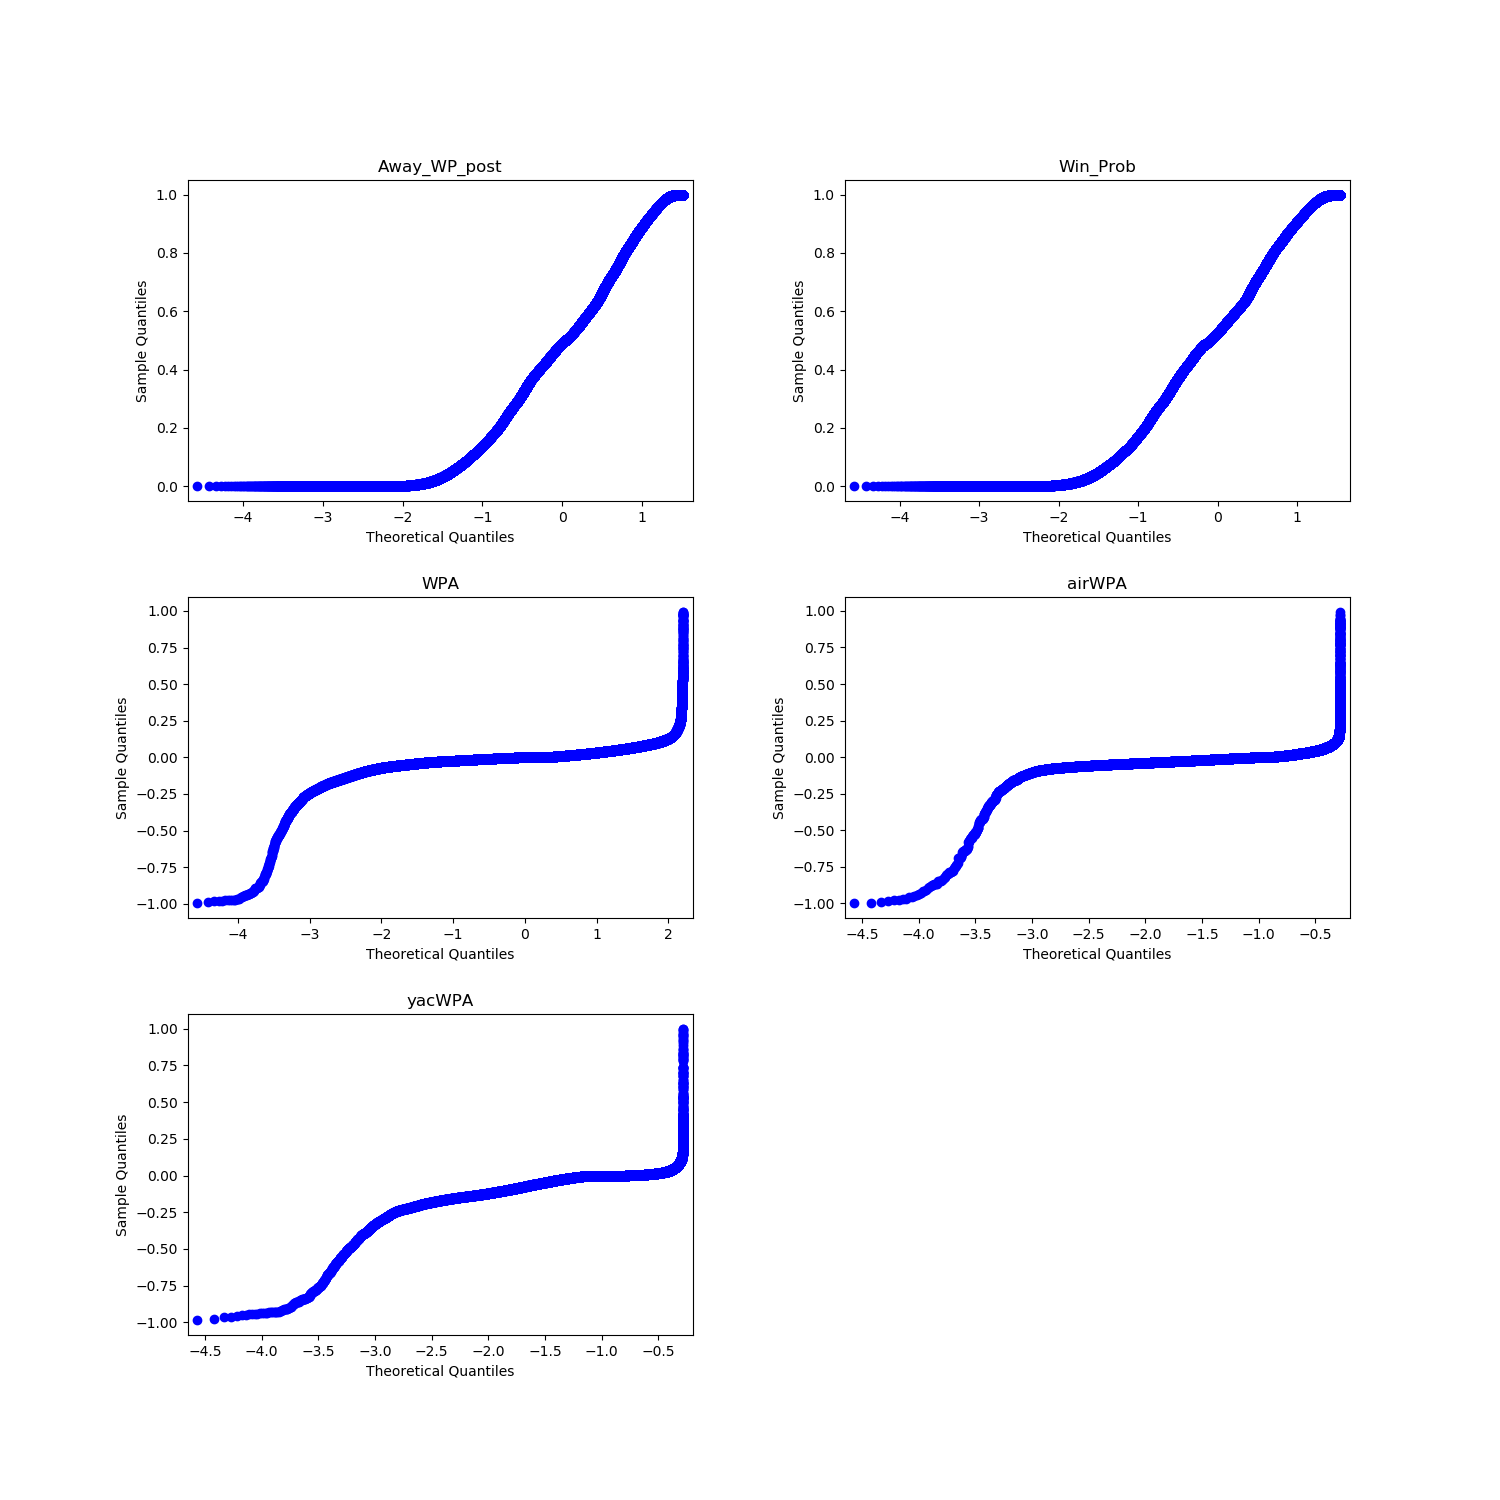 Away_WP_post
1.0
0.8
0.6
0.4
0.2
0.0
Sample Quantiles
−4 −3 −2 −1 0 1
Theoretical Quantiles
Win_Prob
1.0
0.8
0.6
0.4
0.2
0.0
Sample Quantiles
−4 −3 −2 −1 0 1
Theoretical Quantiles
WPA
1.00
0.75
0.50
0.25
0.00
−0.25
−0.50
−0.75
−1.00
Sample Quantiles
−4 −3 −2 −1 0 1 2
Theoretical Quantiles
airWPA
1.00
0.75
0.50
0.25
0.00
−0.25
−0.50
−0.75
−1.00
Sample Quantiles
−4.5 −4.0 −3.5 −3.0 −2.5 −2.0 −1.5 −1.0 −0.5
Theoretical Quantiles
yacWPA
1.00
0.75
0.50
0.25
0.00
−0.25
−0.50
−0.75
−1.00
Sample Quantiles
−4.5 −4.0 −3.5 −3.0 −2.5 −2.0 −1.5 −1.0 −0.5
Theoretical Quantiles